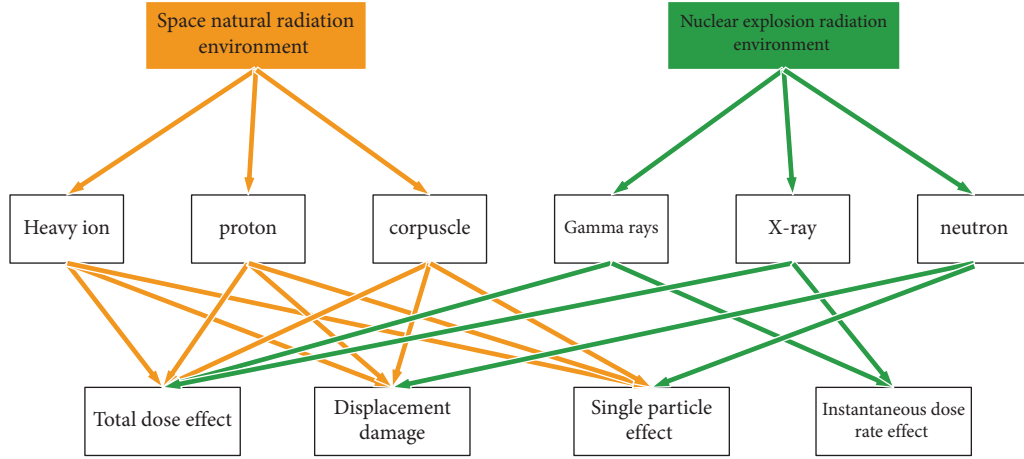 Space natural radiation
environment
Nuclear explosion radiation
environment
Heavy ion
proton
corpuscle
Gamma rays
X-ray
neutron
Total dose effect
Displacement
damage
Single particle
effect
Instantaneous dose
rate effect